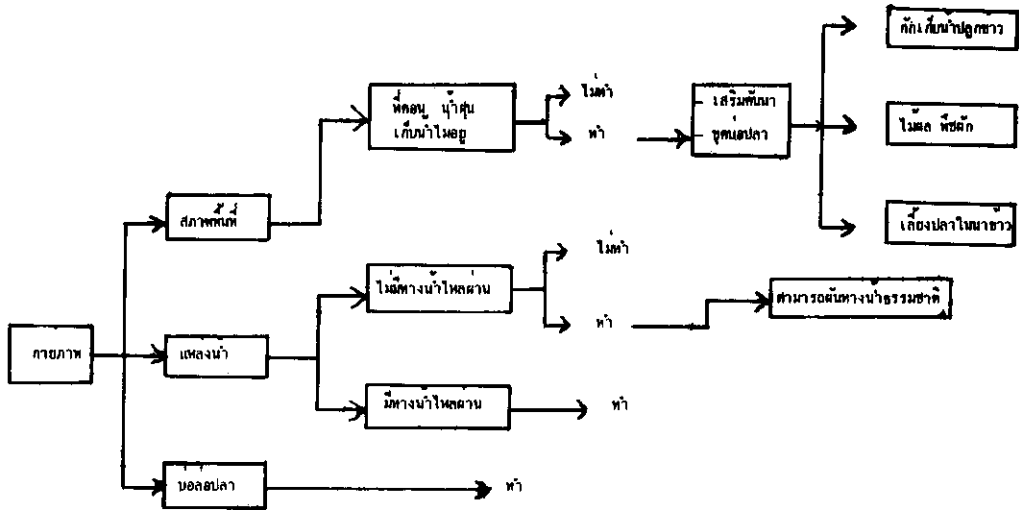 กักเก็บน้ำปลูกข้าว
ไม่ทำ
ที่ดอน น้ำซุ่ม
เก็บน้ำไม่อยู่
- เสริมคันนา
- ขุดบ่อปลา
ทำ
ไม้ผล พืชผัก
สภาพพื้นที่
เลี้ยงปลาในนาข้าว
ไม่ทำ
ไม่มีทางน้ำไหลผ่าน
สามารถผันทางน้ำธรรมชาติ
ทำ
กายภาพ
แหล่งน้ำ
มีทางน้ำไหลผ่าน
ทำ
บ่อล่อปลา
ทำ